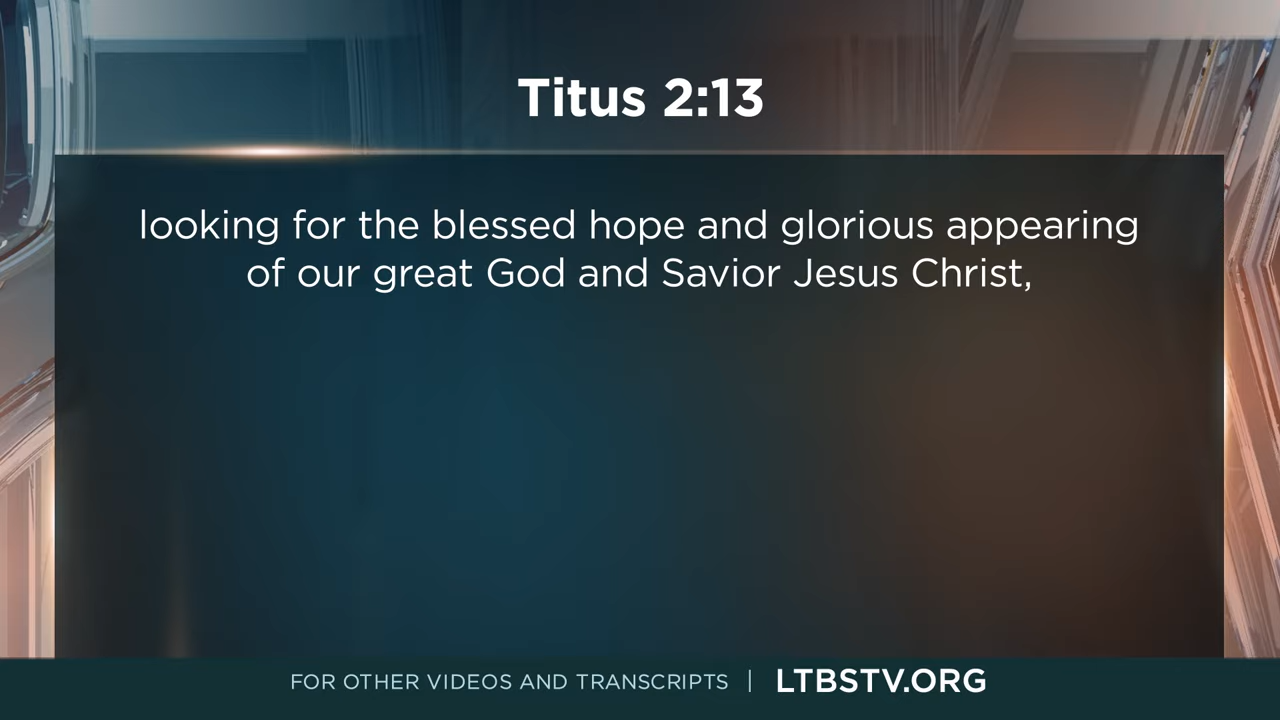 Titus 2:13
looking for the blessed hope and glorious appearing
of our great God and Savior Jesus Christ,
FOR OTHER VIDEOS AND TRANSCRIPTS | LTBSTV.ORG